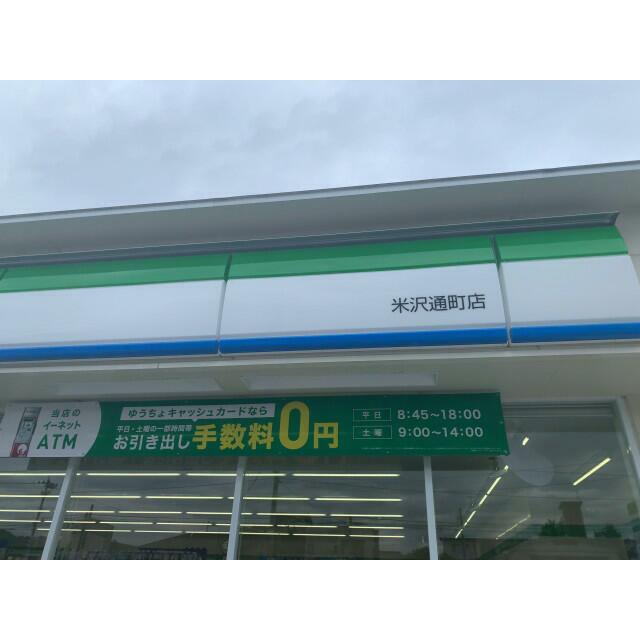 米沢通町店
当店の
イーネット
ATM
ゆうちょキャッシュカードなら
平日・土曜の一部時間帯
お引き出し手数料0円
平日 8:45～18:00
土曜 9:00～14:00